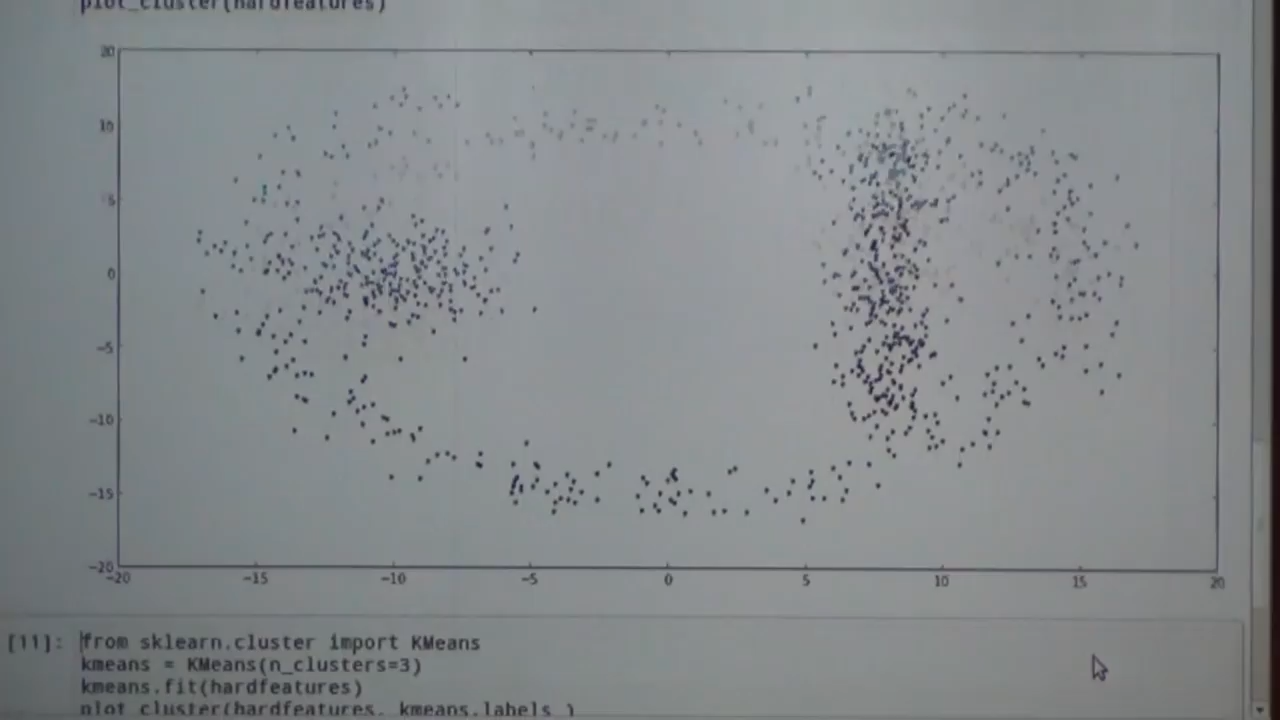 plot_cluster(hardfeatures)
20
10
5
0
−5
−10
−15
−20
−20 −15 −10 −5 0 5 10 15 20
[11]: from sklearn.cluster import KMeans
kmeans = KMeans(n_clusters=3)
kmeans.fit(hardfeatures)
plot_cluster(hardfeatures, kmeans.labels_)